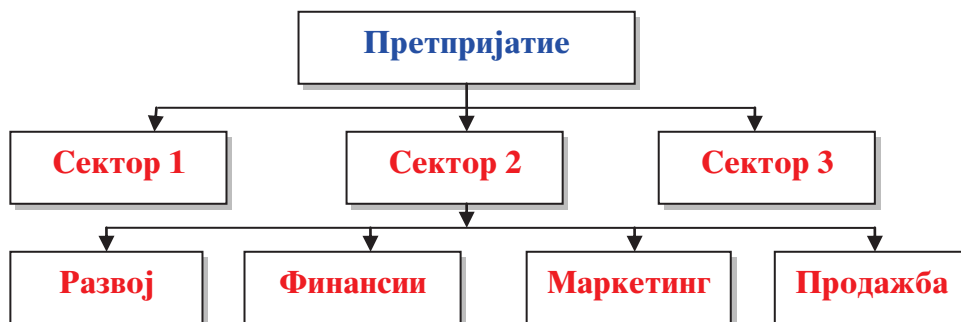 Претпријатие
Сектор 1
Сектор 2
Сектор 3
Развој
Финансии
Маркетинг
Продажба